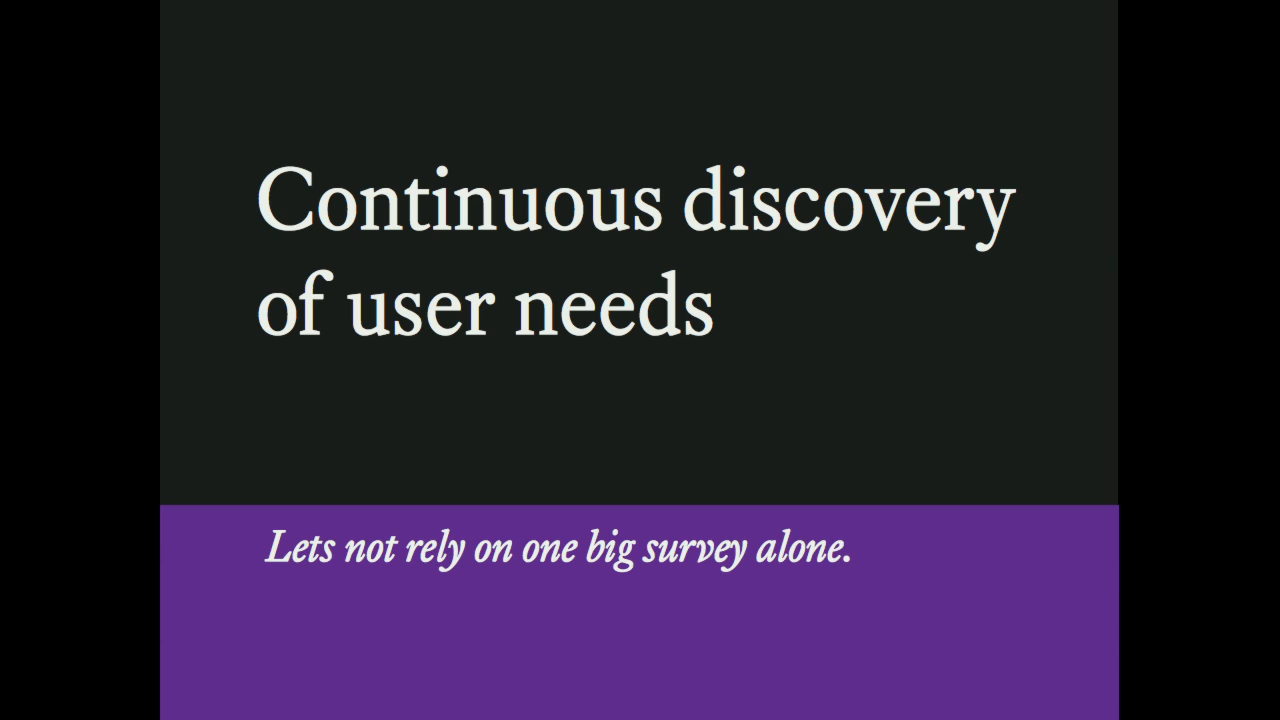 Continuous discovery
of user needs
Lets not rely on one big survey alone.